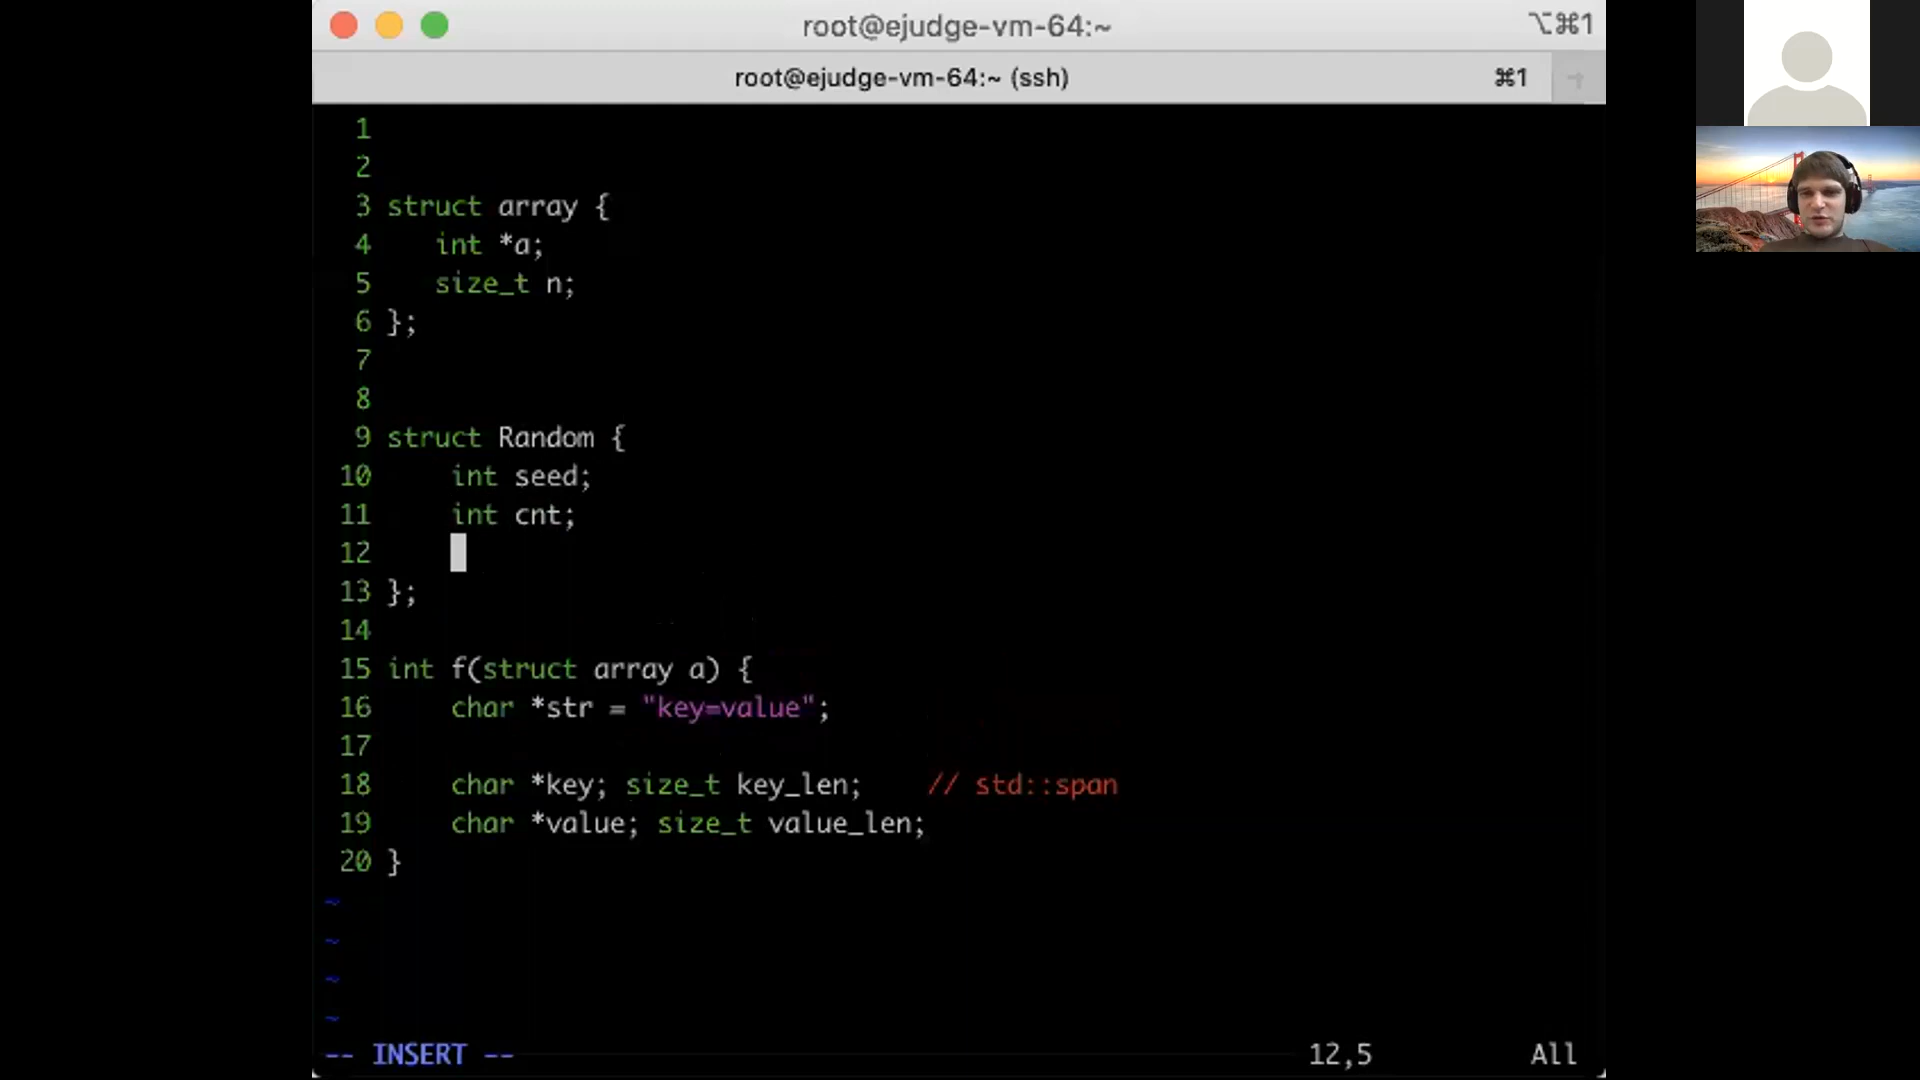 root@ejudge-vm-64:~
⌥⌘1
root@ejudge-vm-64:~ (ssh)
⌘1
1
2
3 struct array {
4 int *a;
5 size_t n;
6 };
7
8
9 struct Random {
10 int seed;
11 int cnt;
12
13 };
14
15 int f(struct array a) {
16 char *str = "key=value";
17
18 char *key; size_t key_len; // std::span
19 char *value; size_t value_len;
20 }
~
~
~
~
-- INSERT -- 12,5 All